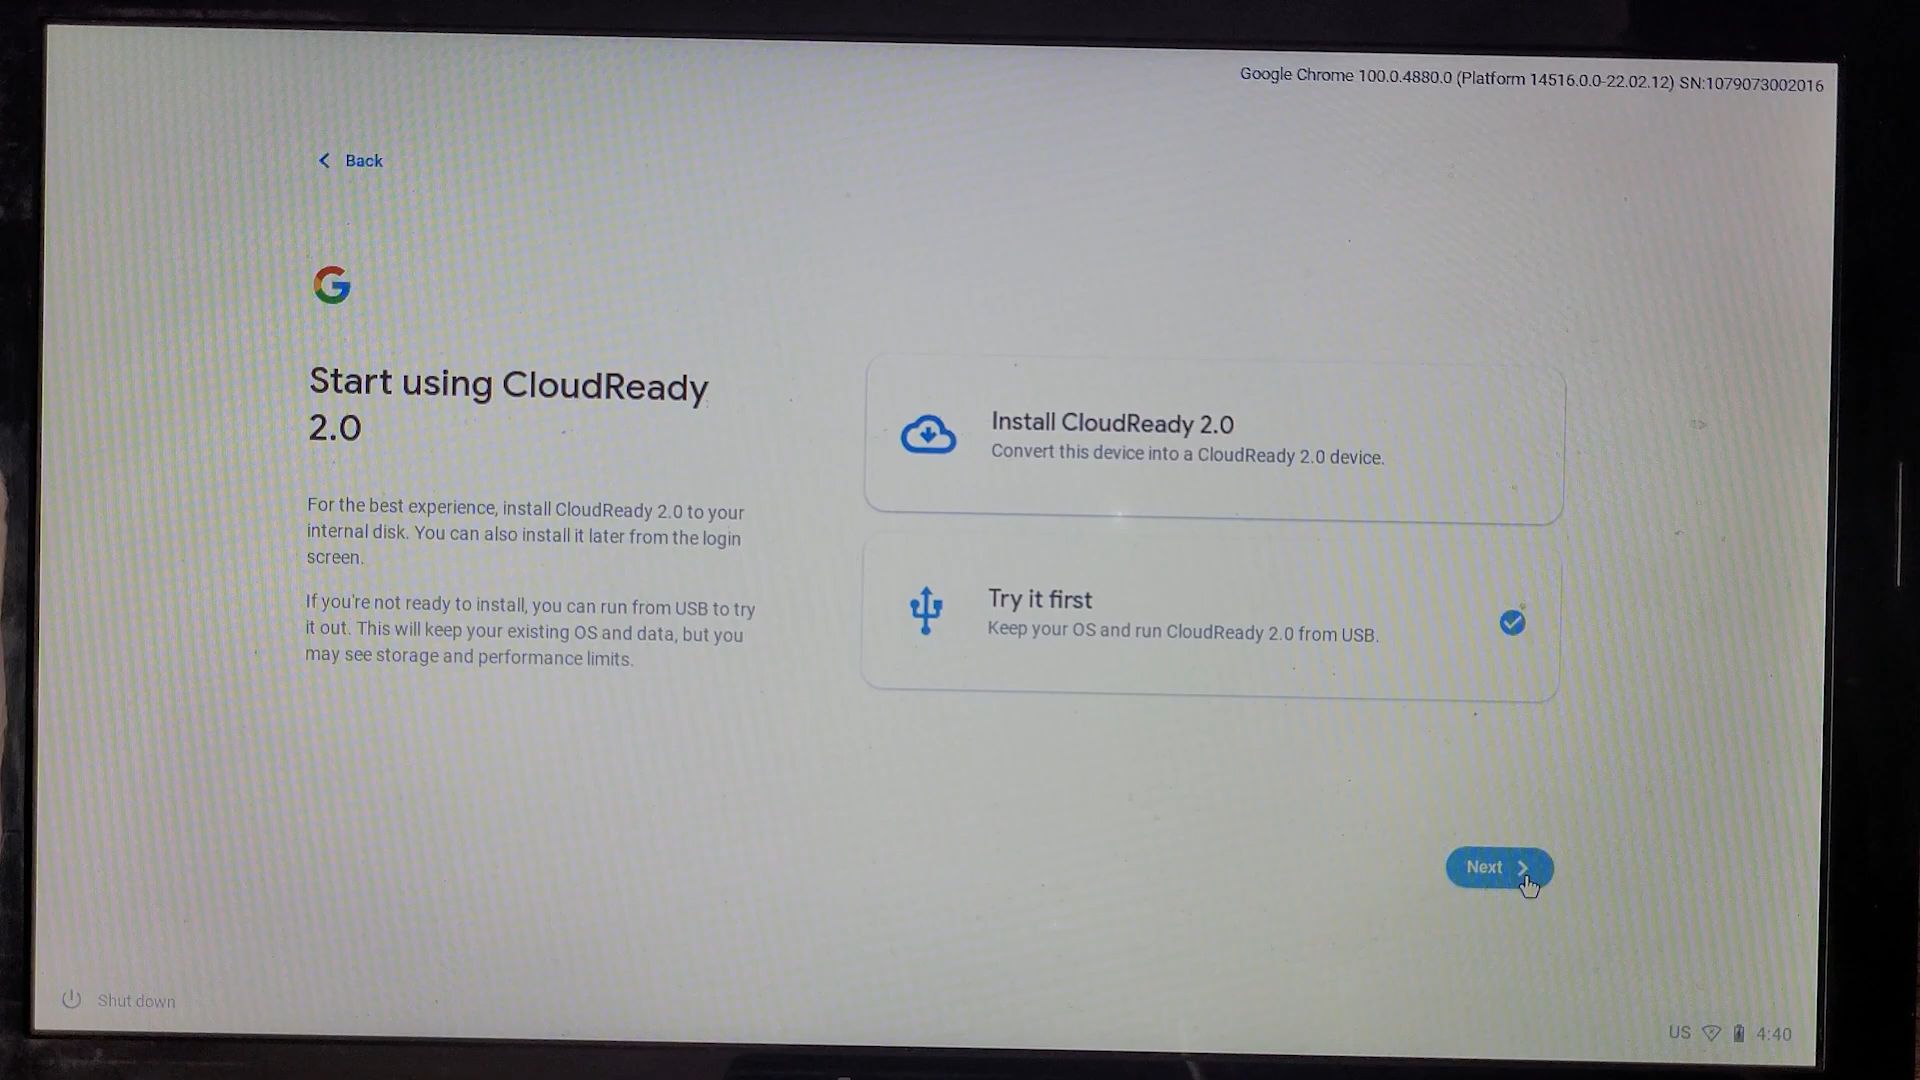 Google Chrome 100.0.4880.0 (Platform 14516.0.0-22.02.12) SN:1079073002016
Back
G
Start using CloudReady
2.0
For the best experience, install CloudReady 2.0 to your
internal disk. You can also install it later from the login
screen.
If you're not ready to install, you can run from USB to try
it out. This will keep your existing OS and data, but you
may see storage and performance limits.
Install CloudReady 2.0
Convert this device into a CloudReady 2.0 device.
Try it first
Keep your OS and run CloudReady 2.0 from USB.
Next
Shut down
US 4:40